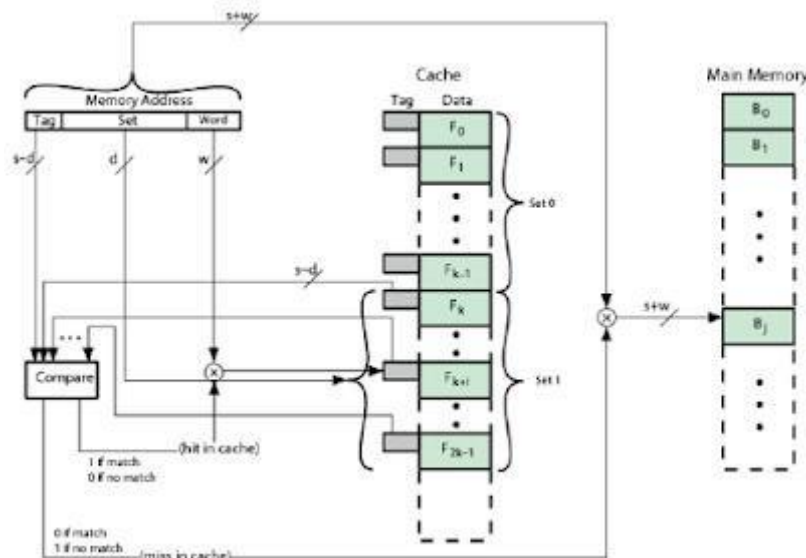 s+w
Cache
Main Memory
Memory Address
Tag Data
Tag Set Word
s–d d w
F0
F1
Set 0
s–d
Fk–1
Fk
Set 1
Fk+i
F2k–1
B0
B1
s+w
Bj
...
Compare
(hit in cache)
1 if match
0 if no match
0 if match
1 if no match
(miss in cache)